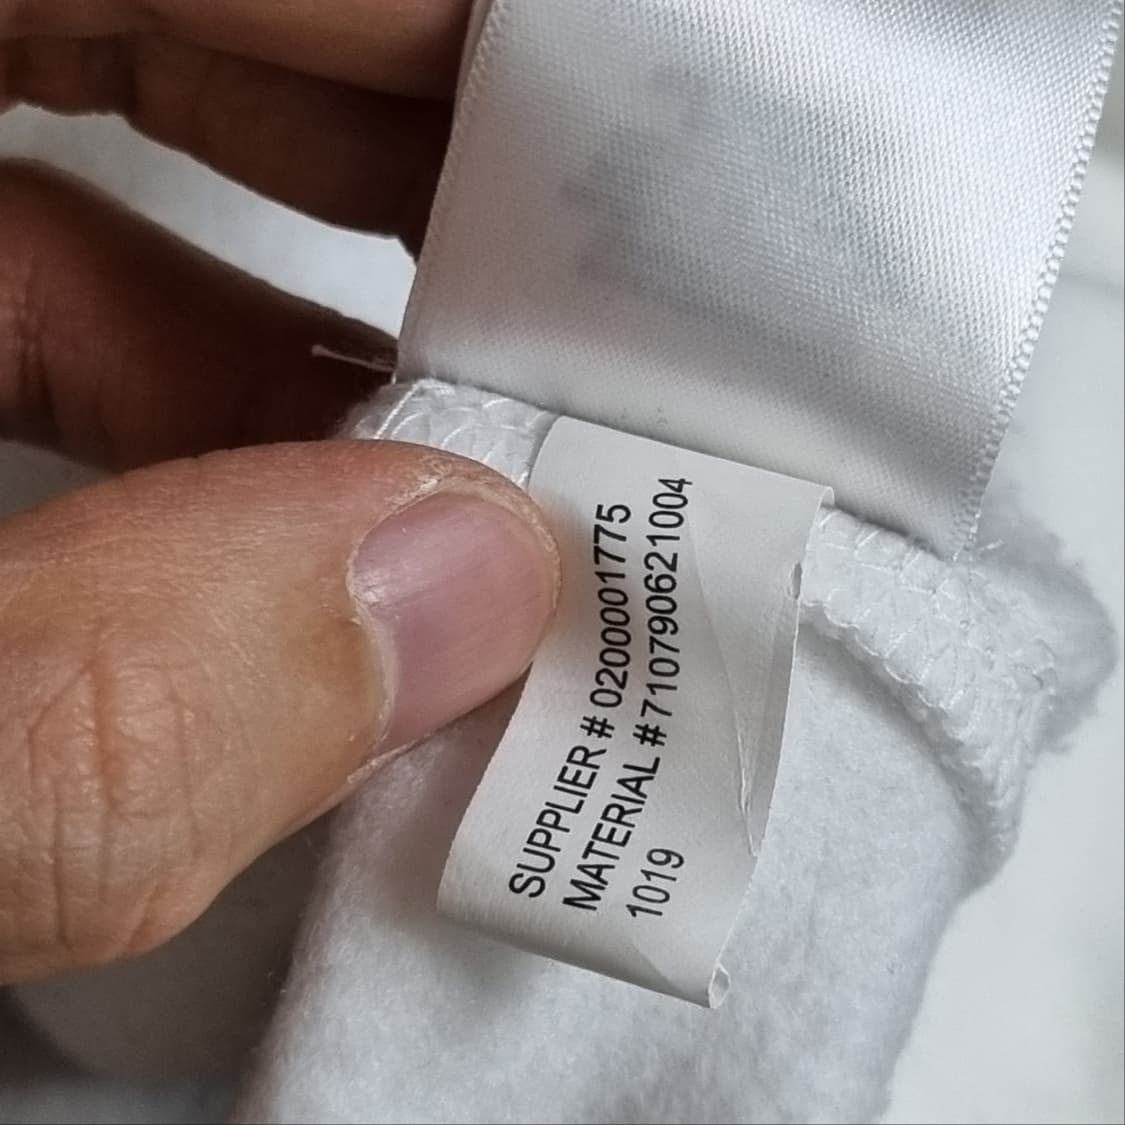 SUPPLIER # 0200001775
MATERIAL # 710790621004
1019